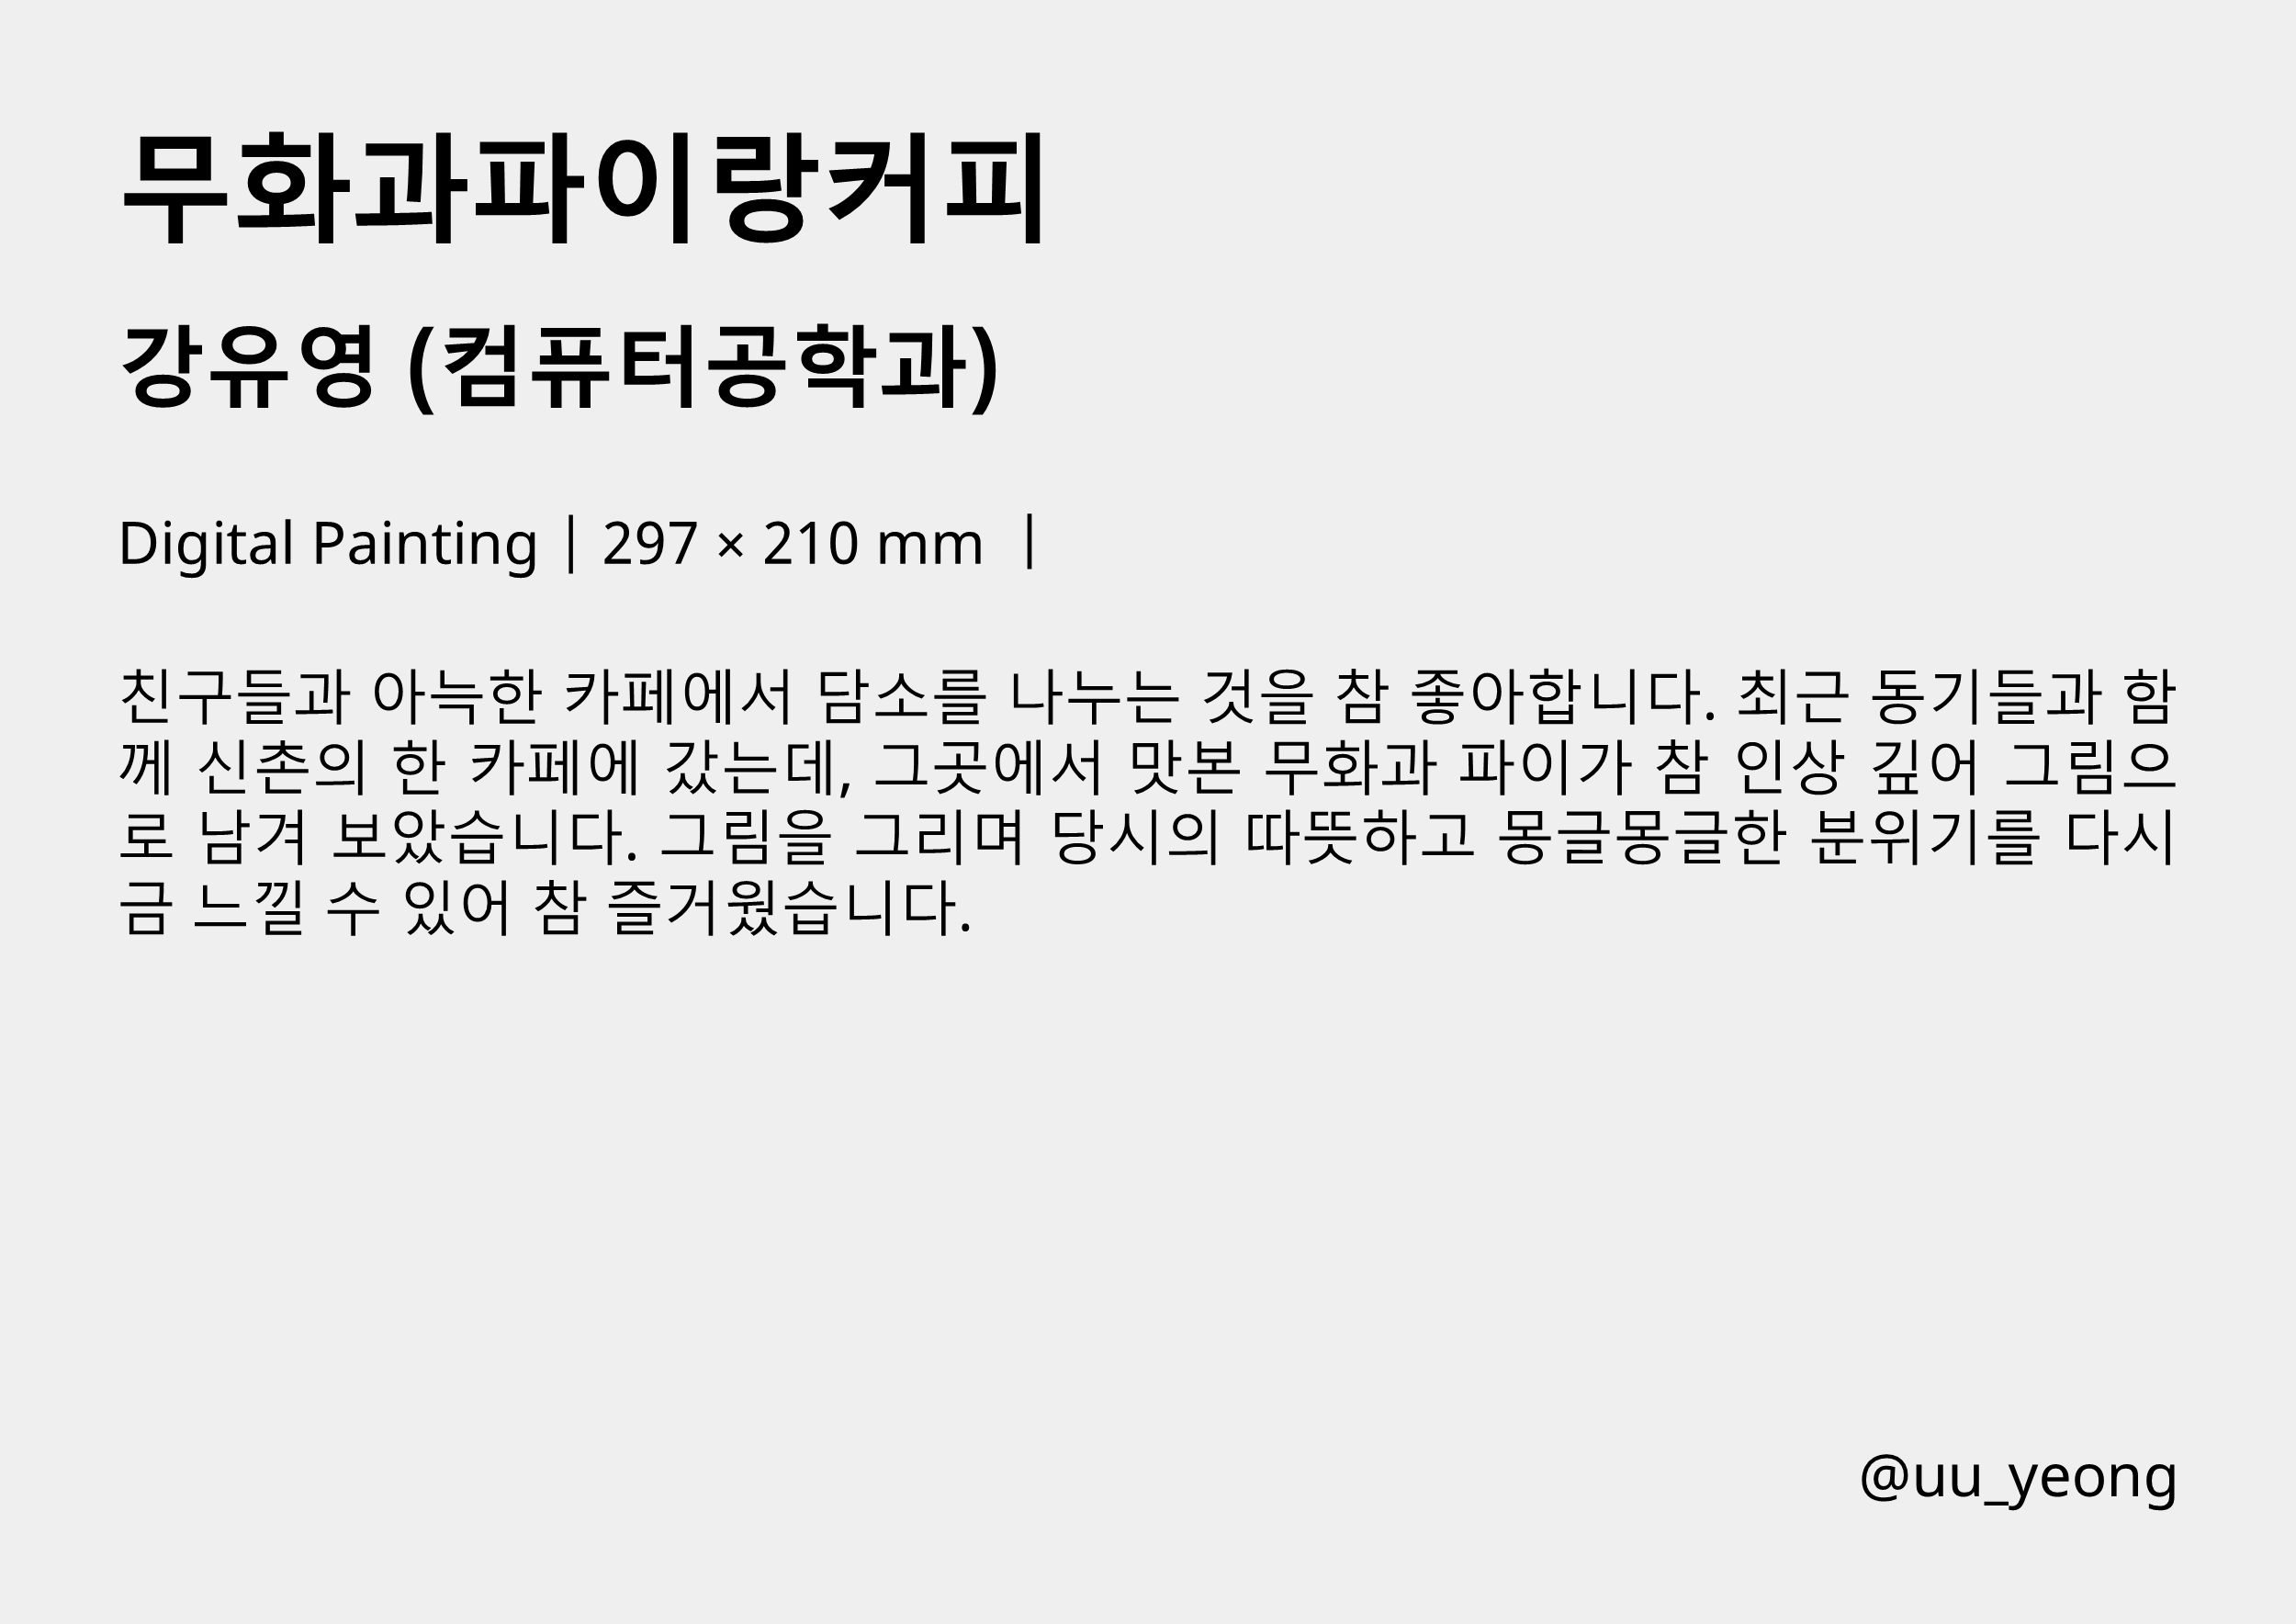 무화과파이랑커피
강유영 (컴퓨터공학과)
Digital Painting | 297 × 210 mm |
친구들과 아늑한 카페에서 담소를 나누는 것을 참 좋아합니다. 최근 동기들과 함
께 신촌의 한 카페에 갔는데, 그곳에서 맛본 무화과 파이가 참 인상 깊어 그림으
로 남겨 보았습니다. 그림을 그리며 당시의 따뜻하고 몽글몽글한 분위기를 다시
금 느낄 수 있어 참 즐거웠습니다.
@uu_yeong